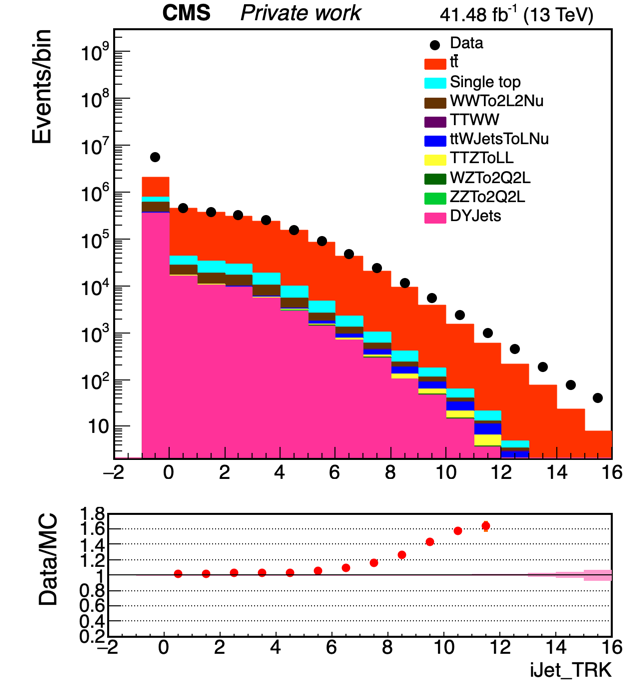 CMS Private work 41.48 fb⁻¹ (13 TeV)
Events/bin
10⁹
10⁸
10⁷
10⁶
10⁵
10⁴
10³
10²
10
Data
tt̄
Single top
WWTo2L2Nu
TTWW
ttWJetsToLNu
TTZToLL
WZTo2Q2L
ZZTo2Q2L
DYJets
−2 0 2 4 6 8 10 12 14 16
Data/MC
1.8
1.6
1.4
1.2
1
0.8
0.6
0.4
0.2
−2 0 2 4 6 8 10 12 14 16
iJet_TRK